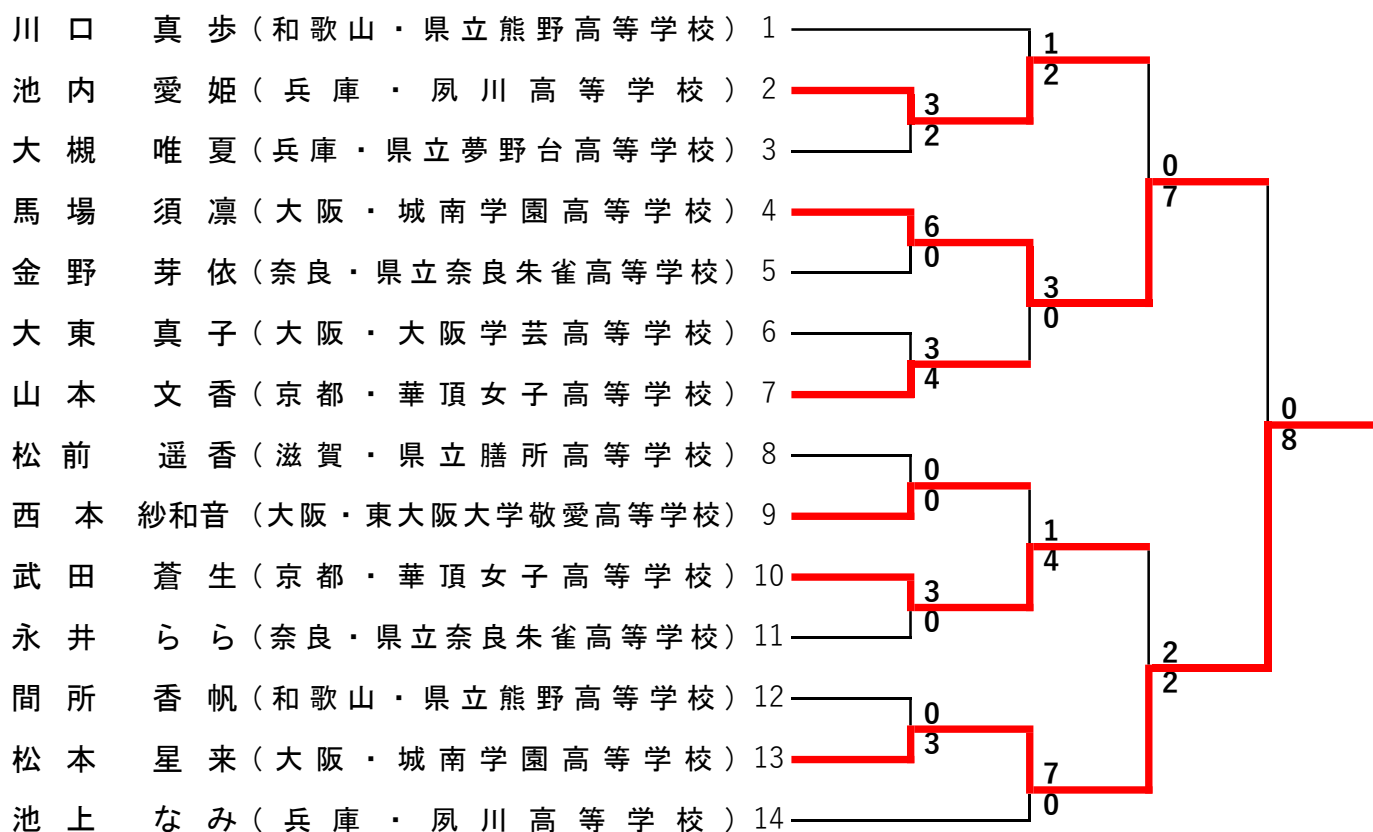 川口 真歩(和歌山・県立熊野高等学校) 1
1
2
池内 愛姫(兵庫・夙川高等学校) 2
3
2
大槻 唯夏(兵庫・県立夢野台高等学校) 3
0
7
馬場 須凛(大阪・城南学園高等学校) 4
6
0
金野 芽依(奈良・県立奈良朱雀高等学校) 5
3
0
大東 真子(大阪・大阪学芸高等学校) 6
3
4
山本 文香(京都・華頂女子高等学校) 7
0
8
松前 遥香(滋賀・県立膳所高等学校) 8
0
0
西本 紗和音(大阪・東大阪大学敬愛高等学校) 9
1
4
武田 蒼生(京都・華頂女子高等学校) 10
3
0
永井 らら(奈良・県立奈良朱雀高等学校) 11
2
2
間所 香帆(和歌山・県立熊野高等学校) 12
0
3
松本 星来(大阪・城南学園高等学校) 13
7
0
池上 なみ(兵庫・夙川高等学校) 14